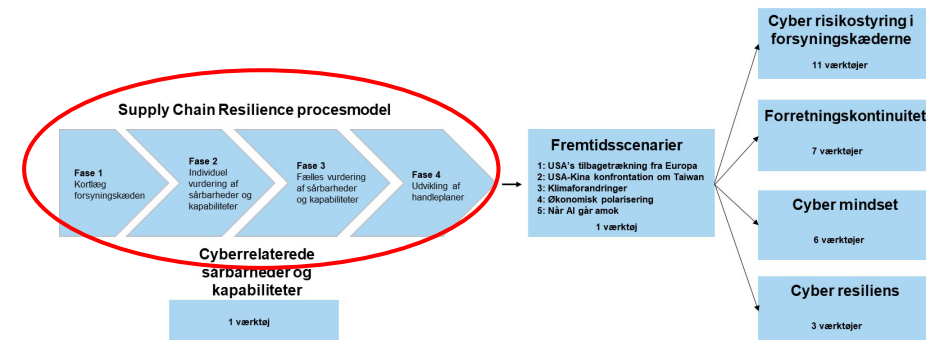 Supply Chain Resilience procesmodel
Fase 1
Kortlæg
forsyningskæden
Fase 2
Individuel
vurdering af
sårbarheder og
kapabiliteter
Fase 3
Fælles vurdering
af sårbarheder
og kapabiliteter
Fase 4
Udvikling af
handleplaner
Cyberrelaterede
sårbarheder og
kapabiliteter
1 værktøj
Fremtidsscenarier
1: USA's tilbagetrækning fra Europa
2: USA-Kina konfrontation om Taiwan
3: Klimaforandringer
4: Økonomisk polarisering
5: Når AI går amok
1 værktøj
Cyber risikostyring i
forsyningskæderne
11 værktøjer
Forretningskontinuitet
7 værktøjer
Cyber mindset
6 værktøjer
Cyber resiliens
3 værktøjer